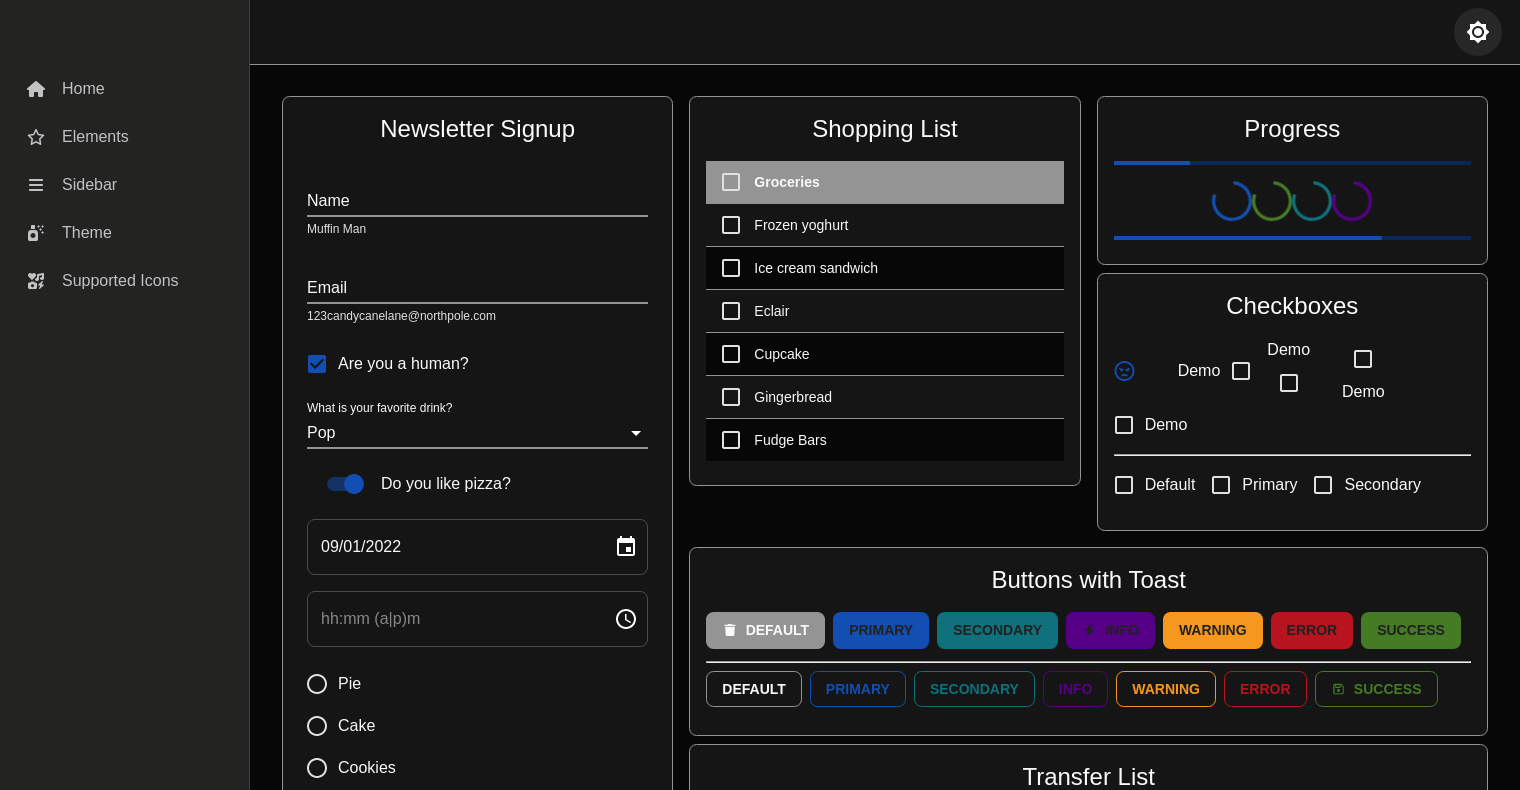 Home
Elements
Sidebar
Theme
Supported Icons
Newsletter Signup
Name
Muffin Man
Email
123candycanelane@northpole.com
Are you a human?
What is your favorite drink?
Pop
Do you like pizza?
09/01/2022
hh:mm (a|p)m
Pie
Cake
Cookies
Shopping List
Groceries
Frozen yoghurt
Ice cream sandwich
Eclair
Cupcake
Gingerbread
Fudge Bars
Progress
Checkboxes
Demo
Demo
Demo
Demo
Default Primary Secondary
Buttons with Toast
DEFAULT PRIMARY SECONDARY INFO WARNING ERROR SUCCESS
DEFAULT PRIMARY SECONDARY INFO WARNING ERROR SUCCESS
Transfer List